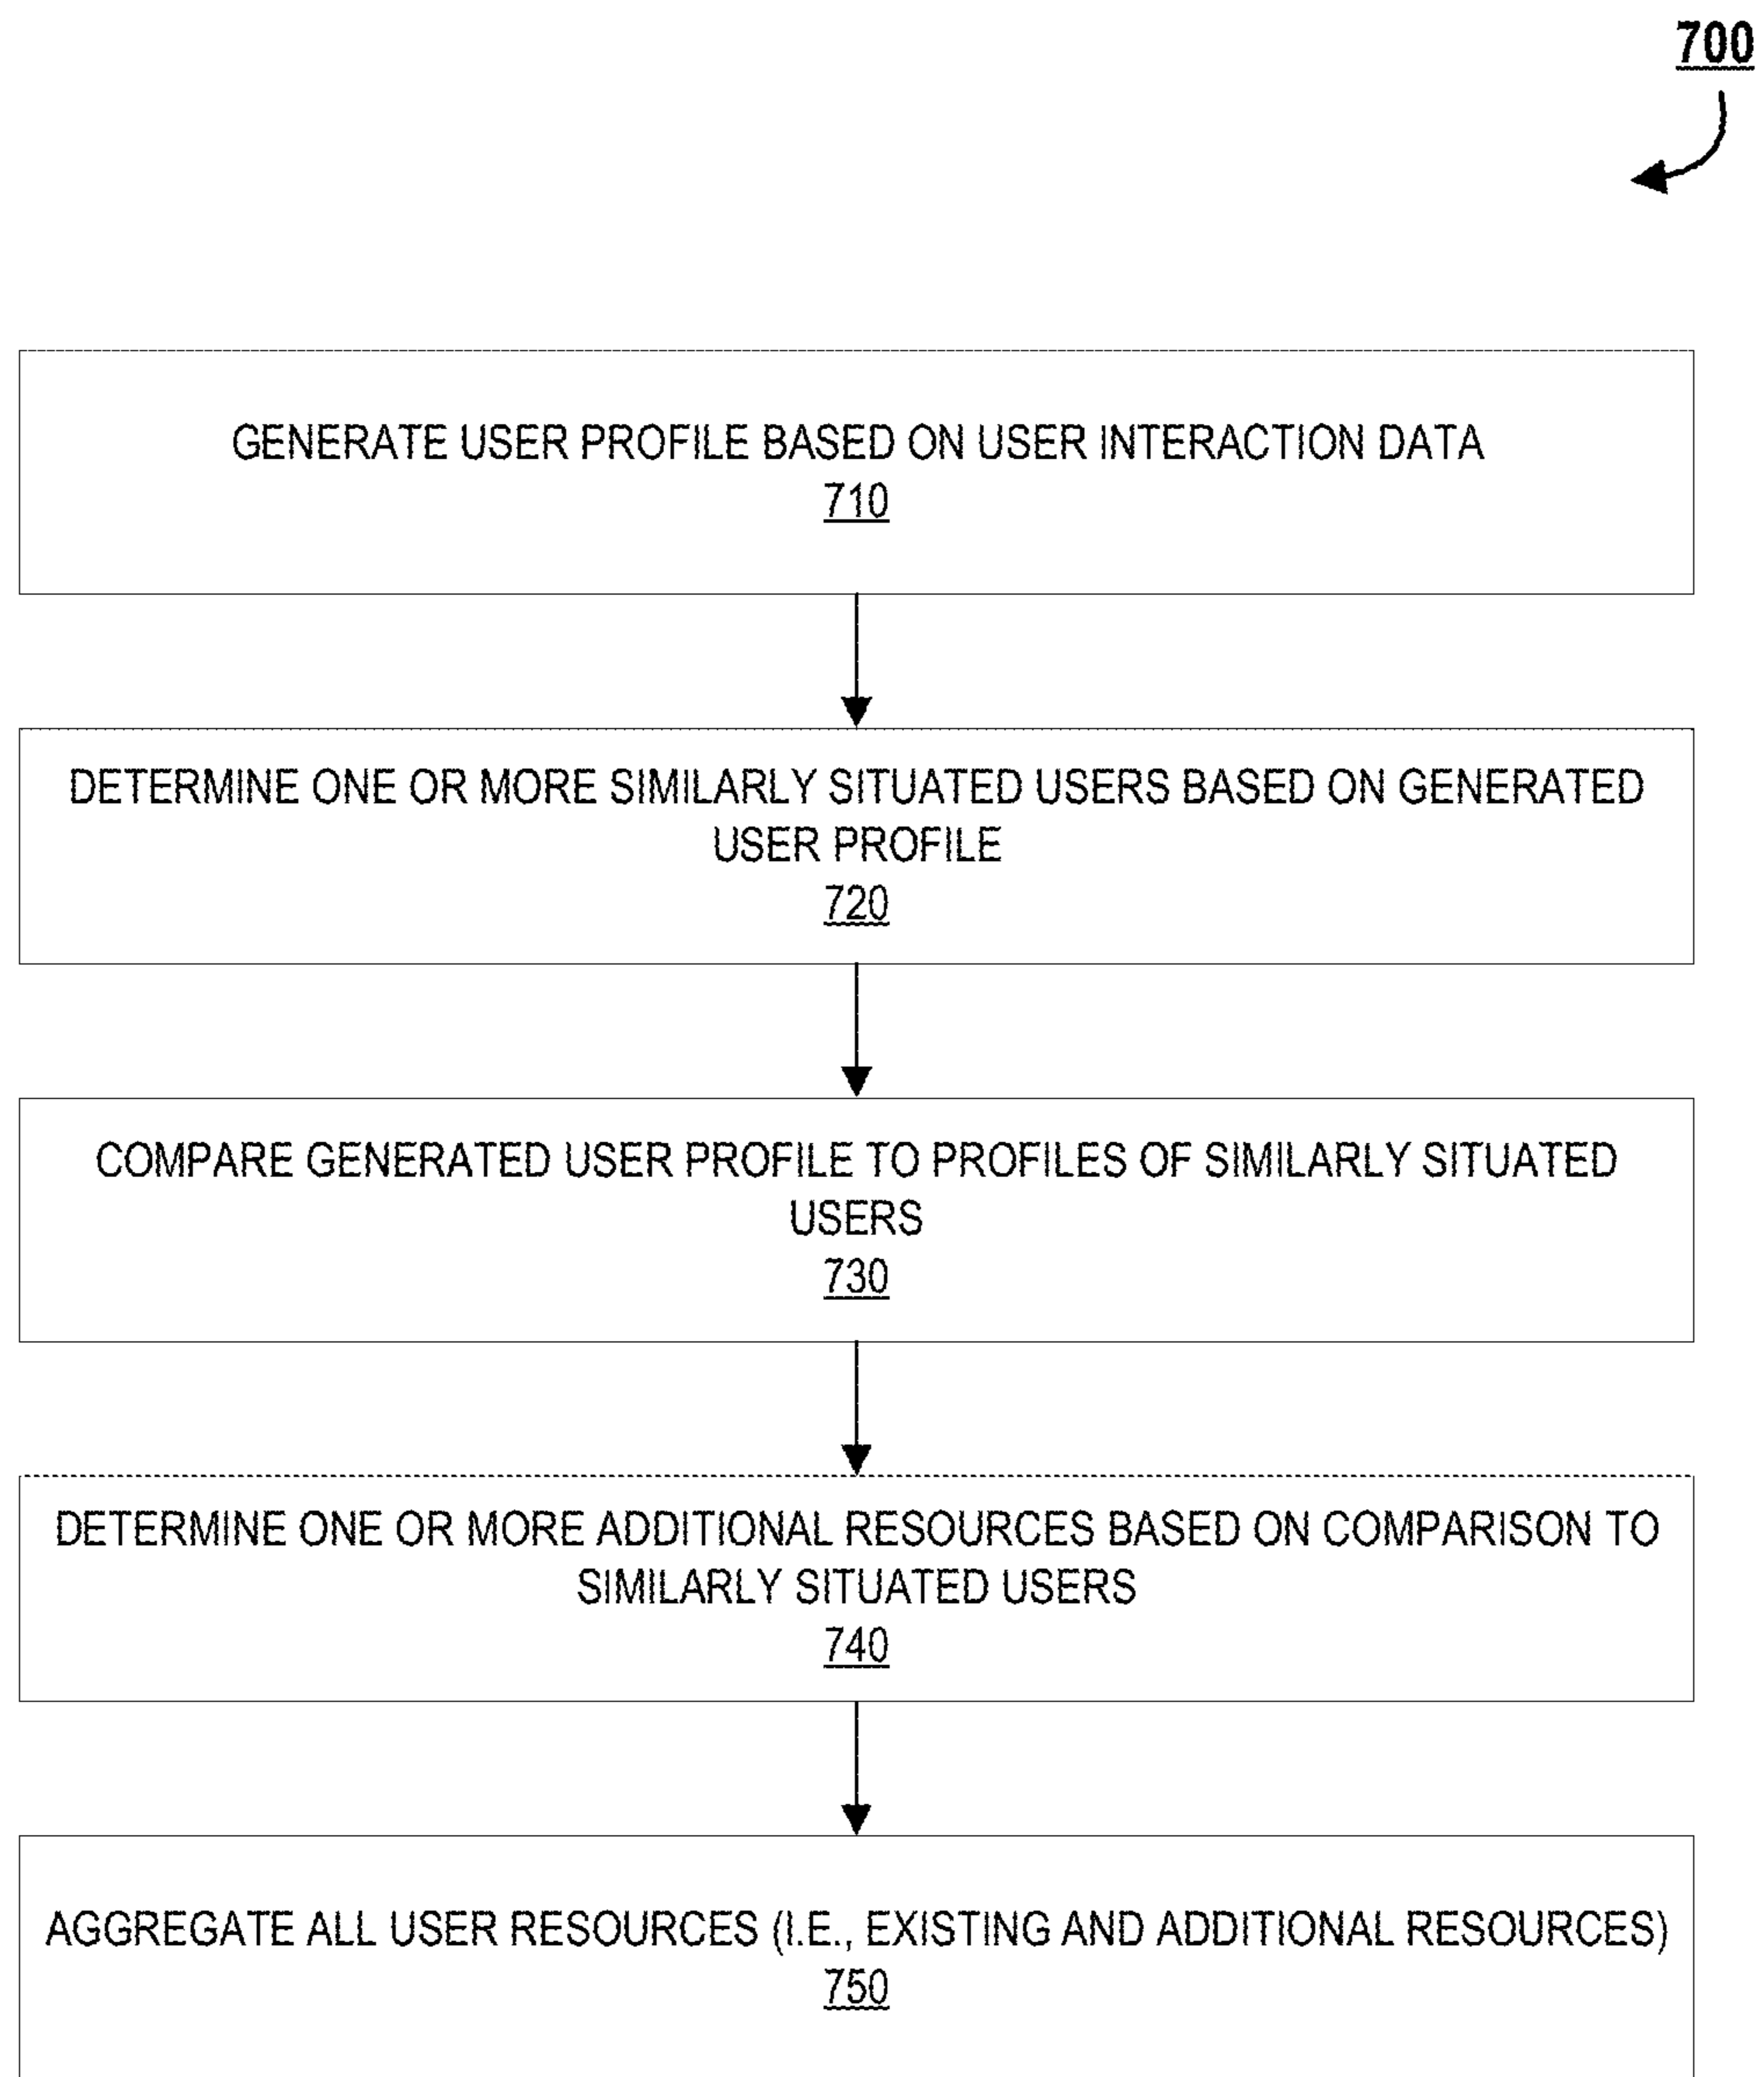 700
GENERATE USER PROFILE BASED ON USER INTERACTION DATA
710
DETERMINE ONE OR MORE SIMILARLY SITUATED USERS BASED ON GENERATED
USER PROFILE
720
COMPARE GENERATED USER PROFILE TO PROFILES OF SIMILARLY SITUATED
USERS
730
DETERMINE ONE OR MORE ADDITIONAL RESOURCES BASED ON COMPARISON TO
SIMILARLY SITUATED USERS
740
AGGREGATE ALL USER RESOURCES (I.E., EXISTING AND ADDITIONAL RESOURCES)
750